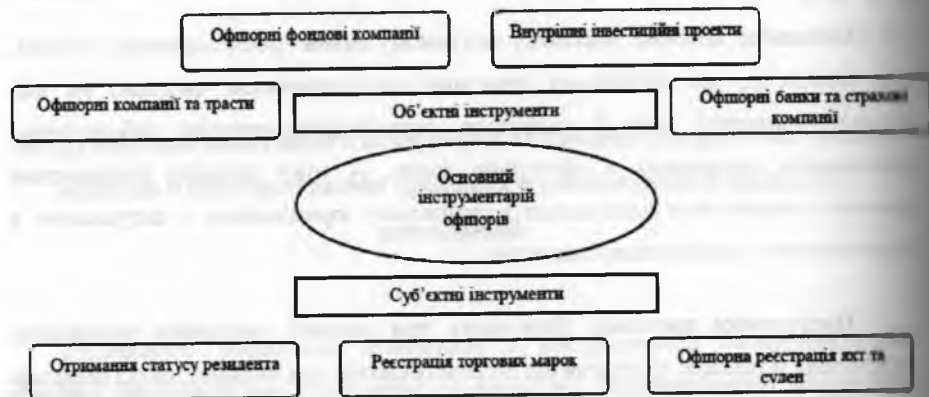 Офшорні фондові компанії
Внутрішні інвестиційні проекти
Офшорні компанії та трасти
Об’єктні інструменти
Офшорні банки та страхові
компанії
Основний
інструментарій
офшорів
Суб’єктні інструменти
Отримання статусу резидента
Реєстрація торгових марок
Офшорна реєстрація яхт та
суден